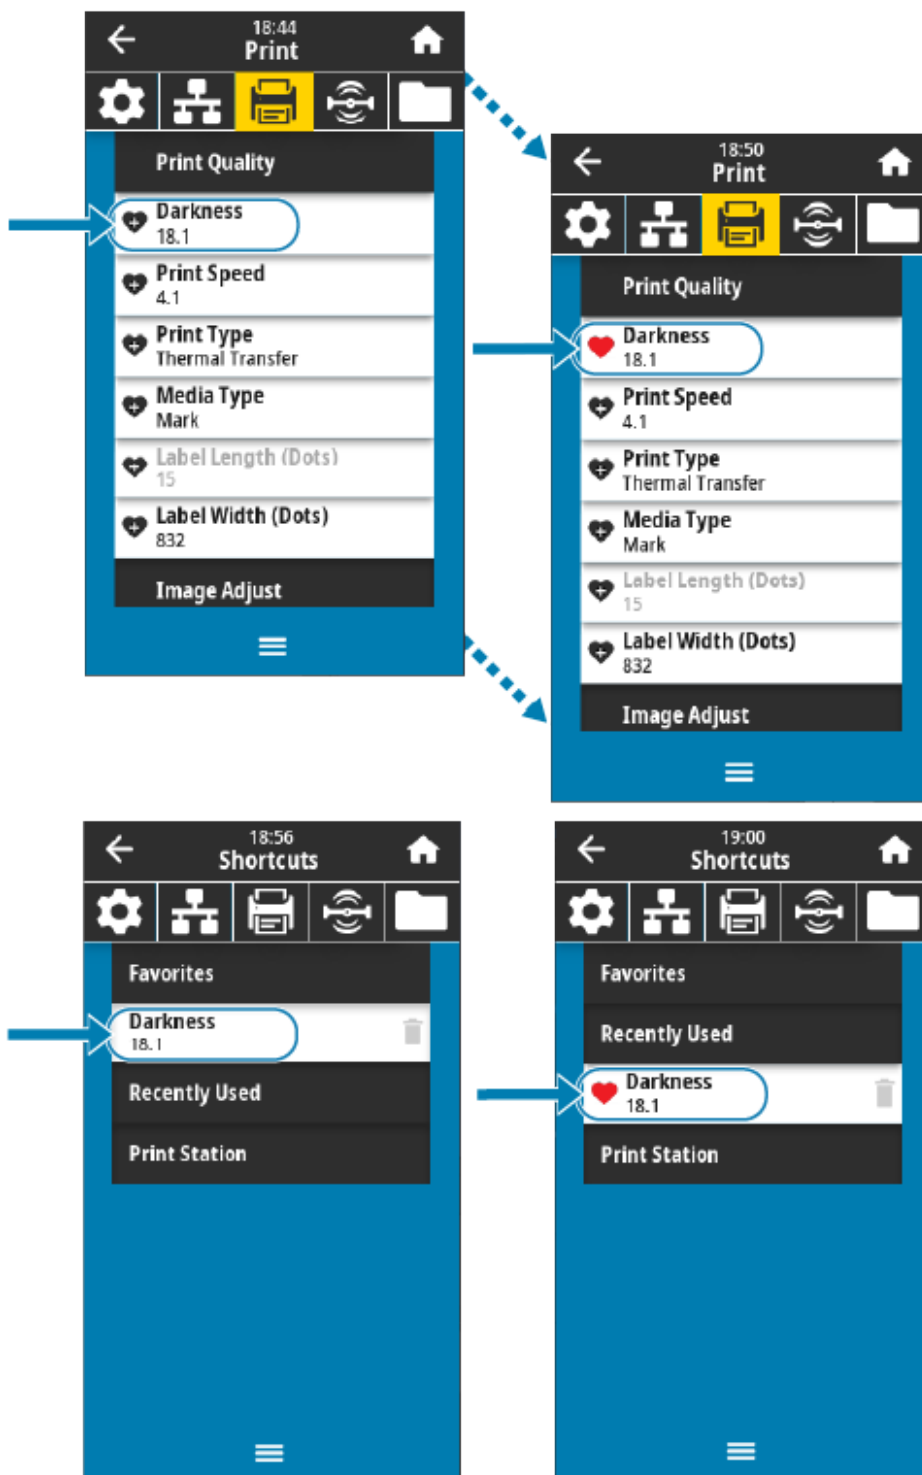 18:44
Print
Print Quality
Darkness
18.1
Print Speed
4.1
Print Type
Thermal Transfer
Media Type
Mark
Label Length (Dots)
15
Label Width (Dots)
832
Image Adjust
18:50
Print
Print Quality
Darkness
18.1
Print Speed
4.1
Print Type
Thermal Transfer
Media Type
Mark
Label Length (Dots)
15
Label Width (Dots)
832
Image Adjust
18:56
Shortcuts
Favorites
Darkness
18.1
Recently Used
Print Station
19:00
Shortcuts
Favorites
Recently Used
Darkness
18.1
Print Station